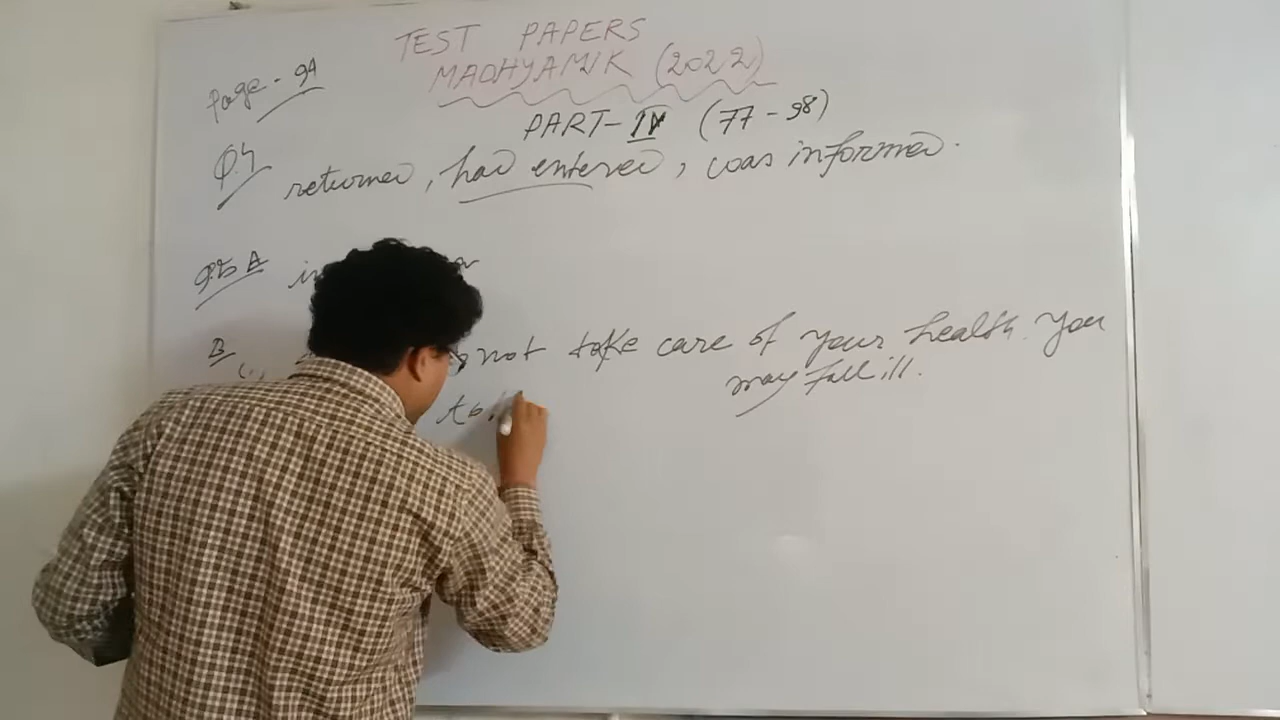 TEST PAPERS
MADHYAMIK (2022)
Page - 94
PART - IV (77 - 98)
Q.4 returned, had entered, was informed.
Q.5 A
B not take care of your health. You
may fall ill.